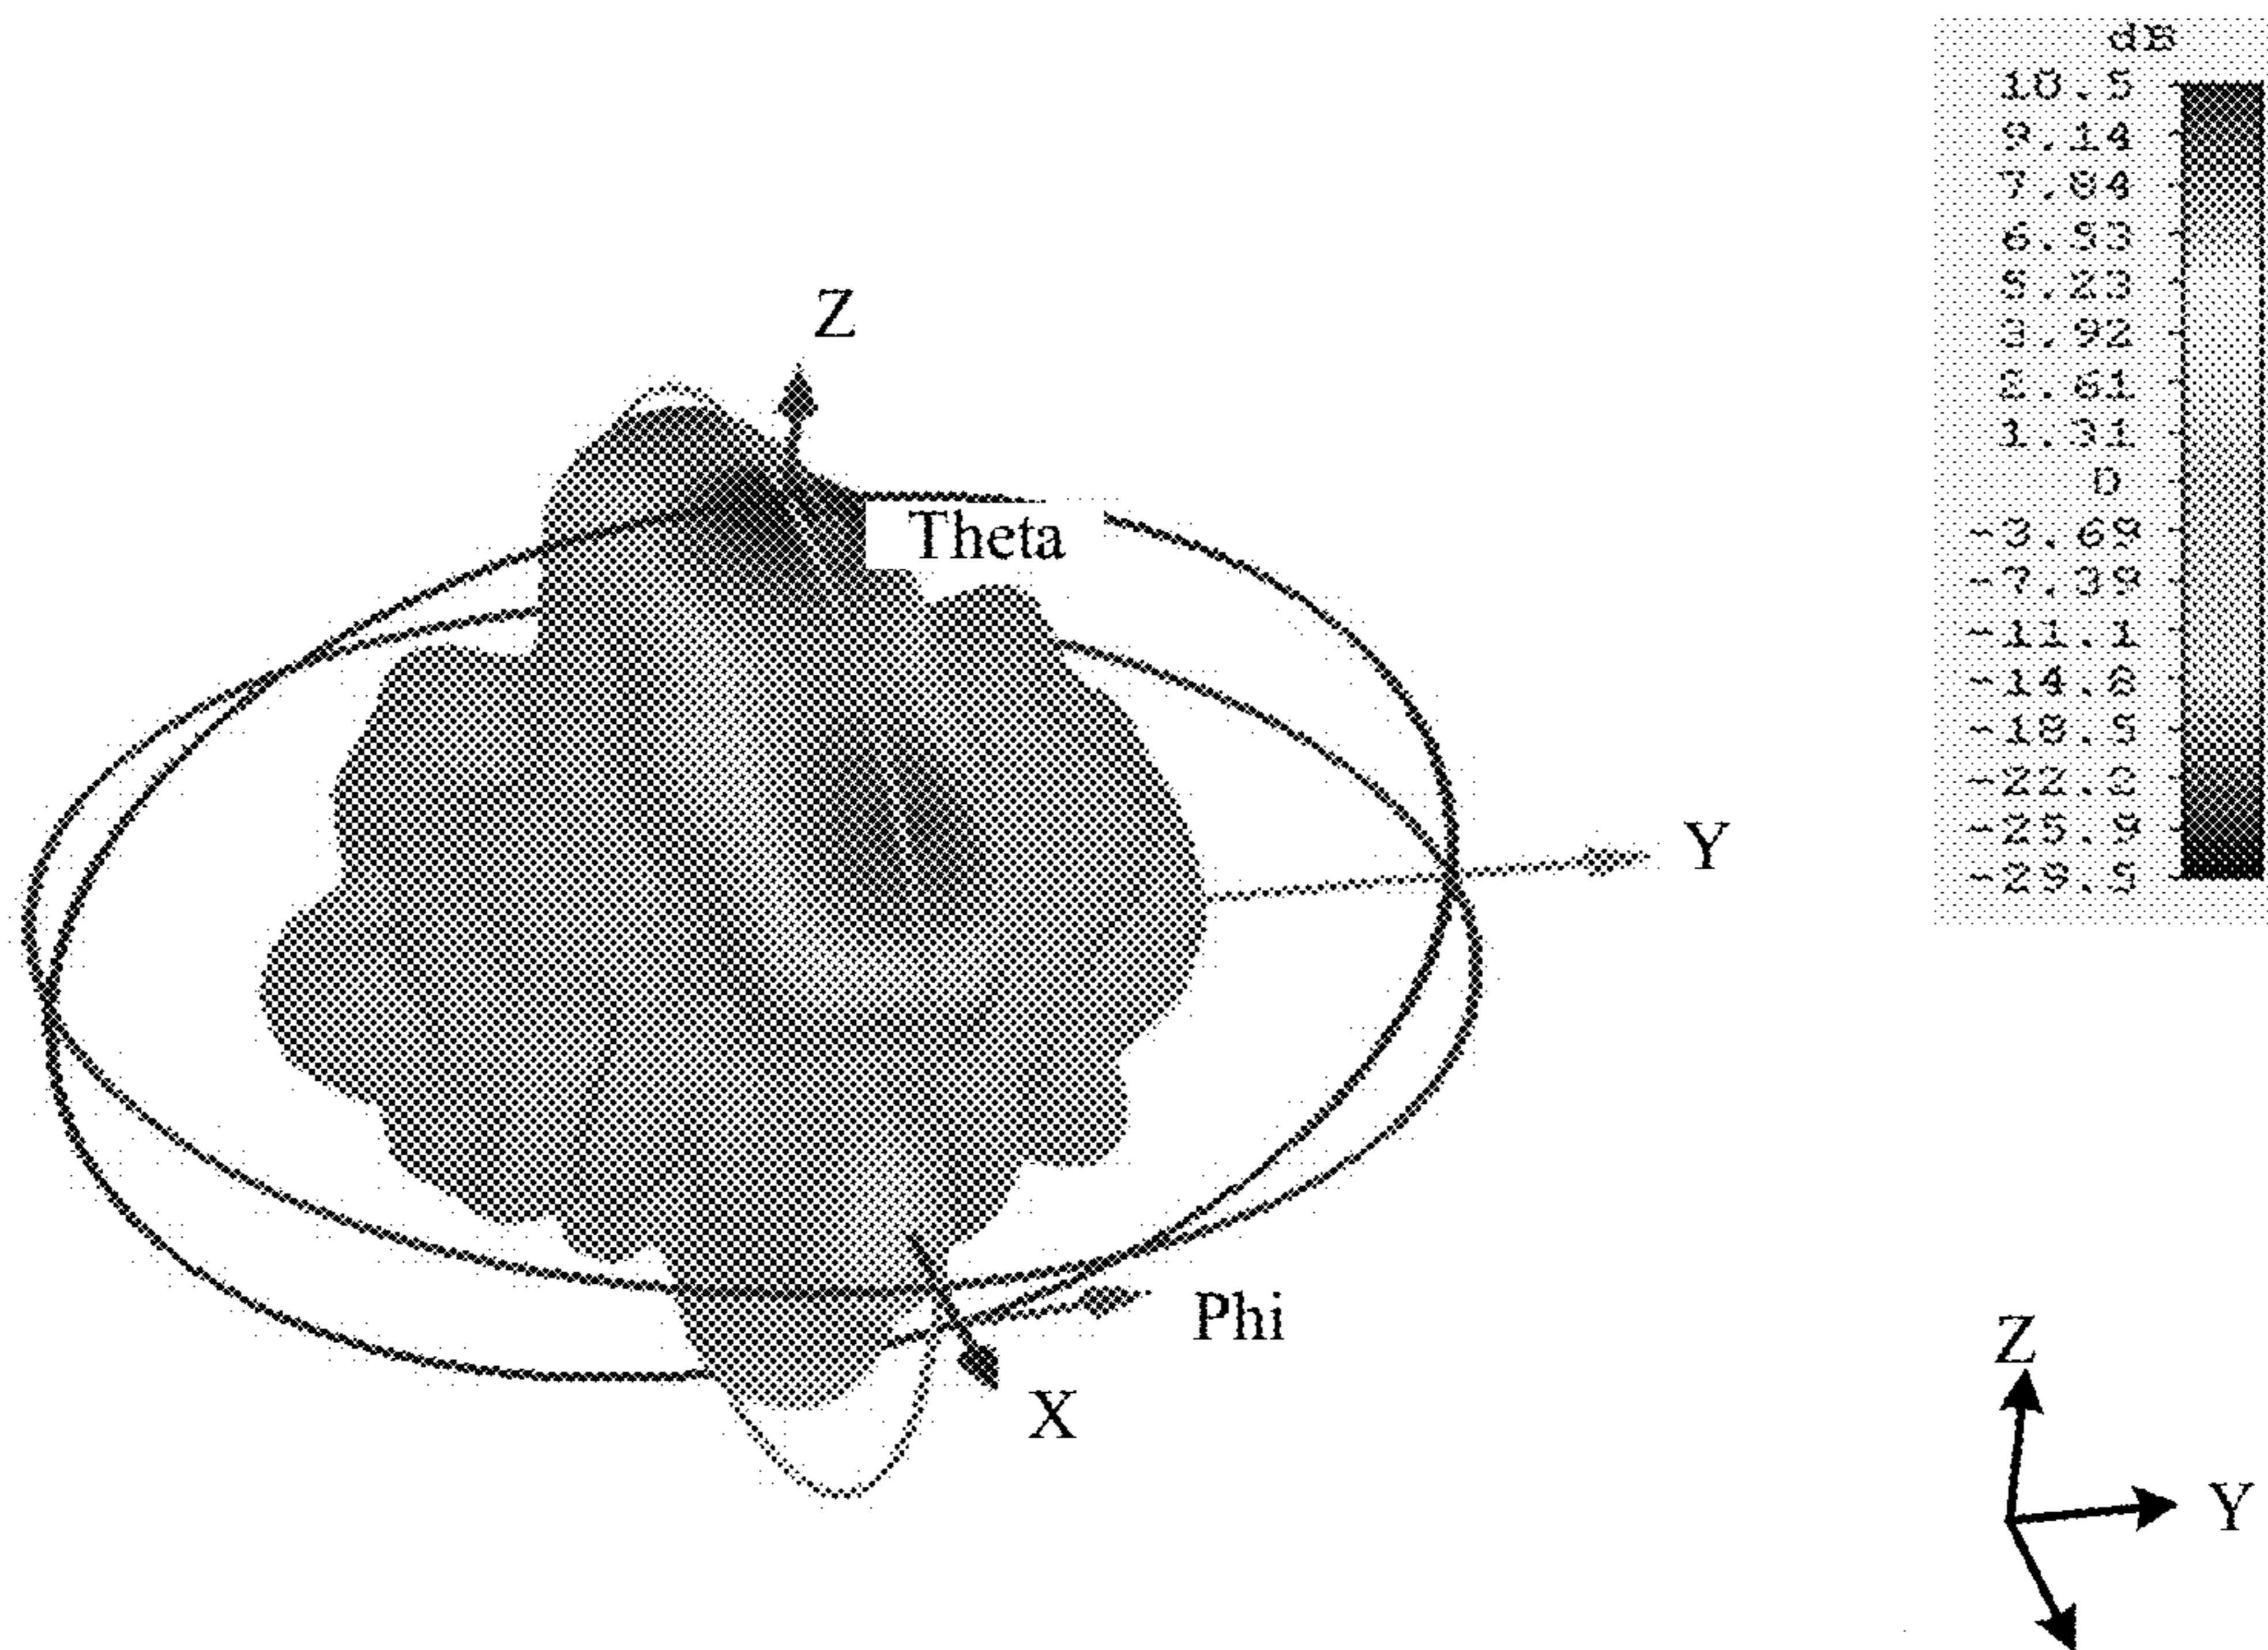 dB
10.5
9.14
7.84
6.53
5.23
3.92
2.61
1.31
0
-3.69
-7.39
-11.1
-14.8
-18.5
-22.2
-25.9
-29.5
Z
Theta
Y
Phi
X
Z
Y